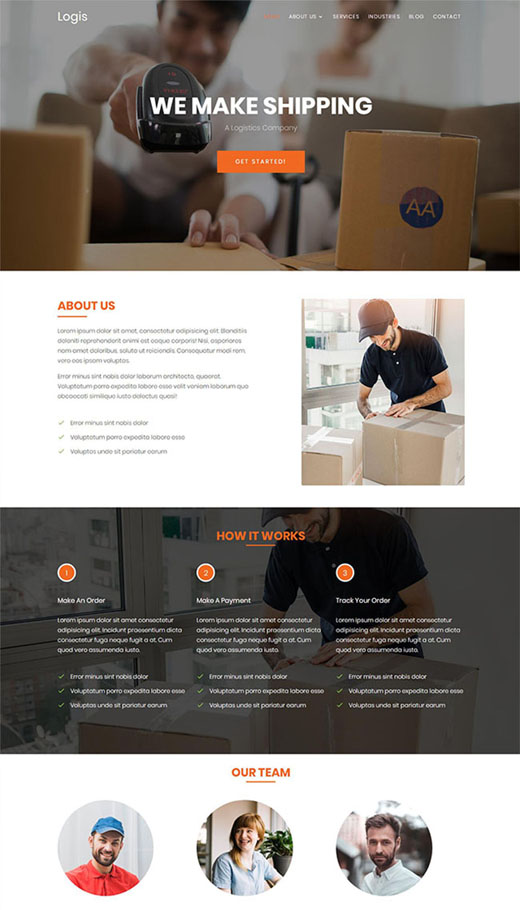 Logis
HOME ABOUT US SERVICES INDUSTRIES BLOG CONTACT
WE MAKE SHIPPING
A Logistics Company
GET STARTED!
AA
ABOUT US
Lorem ipsum dolor sit amet, consectetur adipisicing elit. Blanditiis
doloniti reprehenderit animi est eaque corporis! Nisi, asperiores
nam amet doloribus, soluta ut reiciendis. Consequatur modi rem,
vero eos ipsam voluptas.
Error minus sint nobis dolor laborum architecto, quaerat.
Voluptatum porro expedita labore esse velit veniam laborum quo
obcaecati similique iusto delectus quasi!
Error minus sint nobis dolor
Voluptatum porro expedita labore esse
Voluptas unde sit pariatur earum
HOW IT WORKS
1 2 3
Make An Order Make A Payment Track Your Order
Lorem ipsum dolor sit amet consectetur Lorem ipsum dolor sit amet consectetur Lorem ipsum dolor sit amet consectetur
adipisicing elit. Incidunt praesentium dicta adipisicing elit. Incidunt praesentium dicta adipisicing elit. Incidunt praesentium dicta
consectetur fuga neque fugit a at. Cum consectetur fuga neque fugit a at. Cum consectetur fuga neque fugit a at. Cum
quod vero assumenda iusto. quod vero assumenda iusto. quod vero assumenda iusto.
Error minus sint nobis dolor Error minus sint nobis dolor Error minus sint nobis dolor
Voluptatum porro expedita labore esse Voluptatum porro expedita labore esse Voluptatum porro expedita labore esse
Voluptas unde sit pariatur earum Voluptas unde sit pariatur earum Voluptas unde sit pariatur earum
OUR TEAM